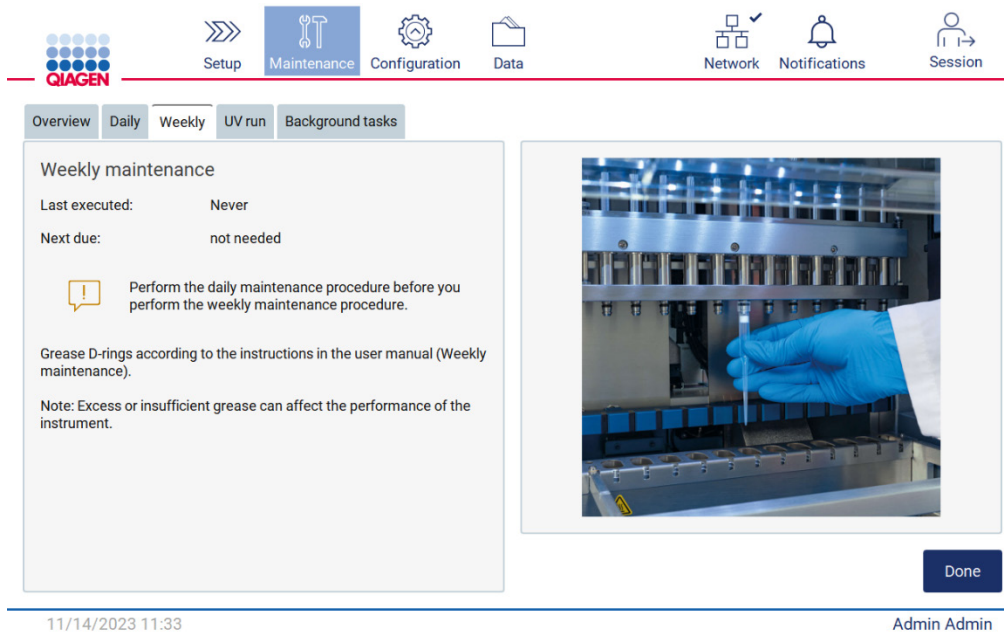 Setup
Maintenance
Configuration
Data
Network
Notifications
Session
QIAGEN
Overview
Daily
Weekly
UV run
Background tasks
Weekly maintenance
Last executed: Never
Next due: not needed
Perform the daily maintenance procedure before you
perform the weekly maintenance procedure.
Grease D-rings according to the instructions in the user manual (Weekly
maintenance).
Note: Excess or insufficient grease can affect the performance of the
instrument.
Done
11/14/2023 11:33
Admin Admin